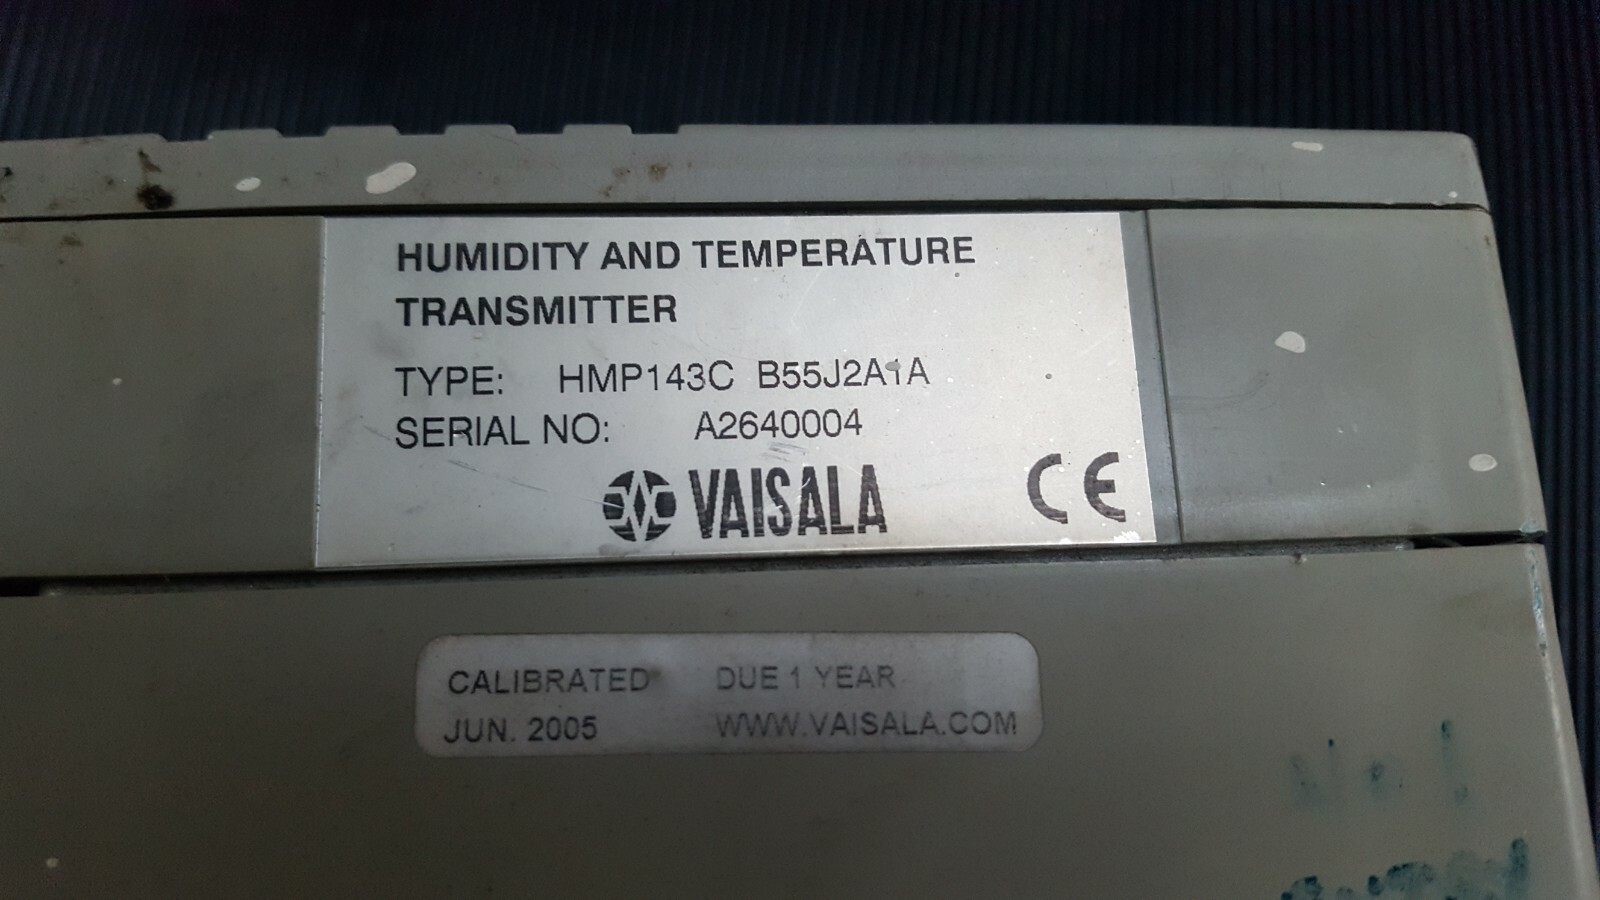 HUMIDITY AND TEMPERATURE
TRANSMITTER
TYPE: HMP143C B55J2A1A
SERIAL NO: A2640004
VAISALA CE
CALIBRATED DUE 1 YEAR
JUN. 2005 WWW.VAISALA.COM